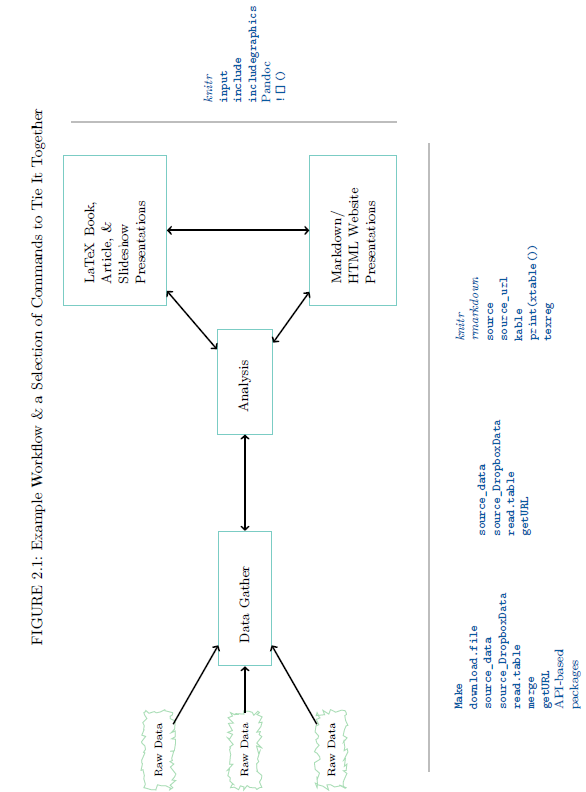 FIGURE 2.1: Example Workflow & a Selection of Commands to Tie It Together
Raw Data
Raw Data
Raw Data
Data Gather
Analysis
LaTeX Book,
Article, &
Slideshow
Presentations
Markdown/
HTML Website
Presentations
knitr
input
include
includegraphics
Pandoc
![]()
Make
download.file
source_data
source_DropboxData
read.table
merge
getURL
API-based
packages
source_data
source_DropboxData
read.table
getURL
knitr
rmarkdown
source
source_url
kable
print(xtable())
texreg